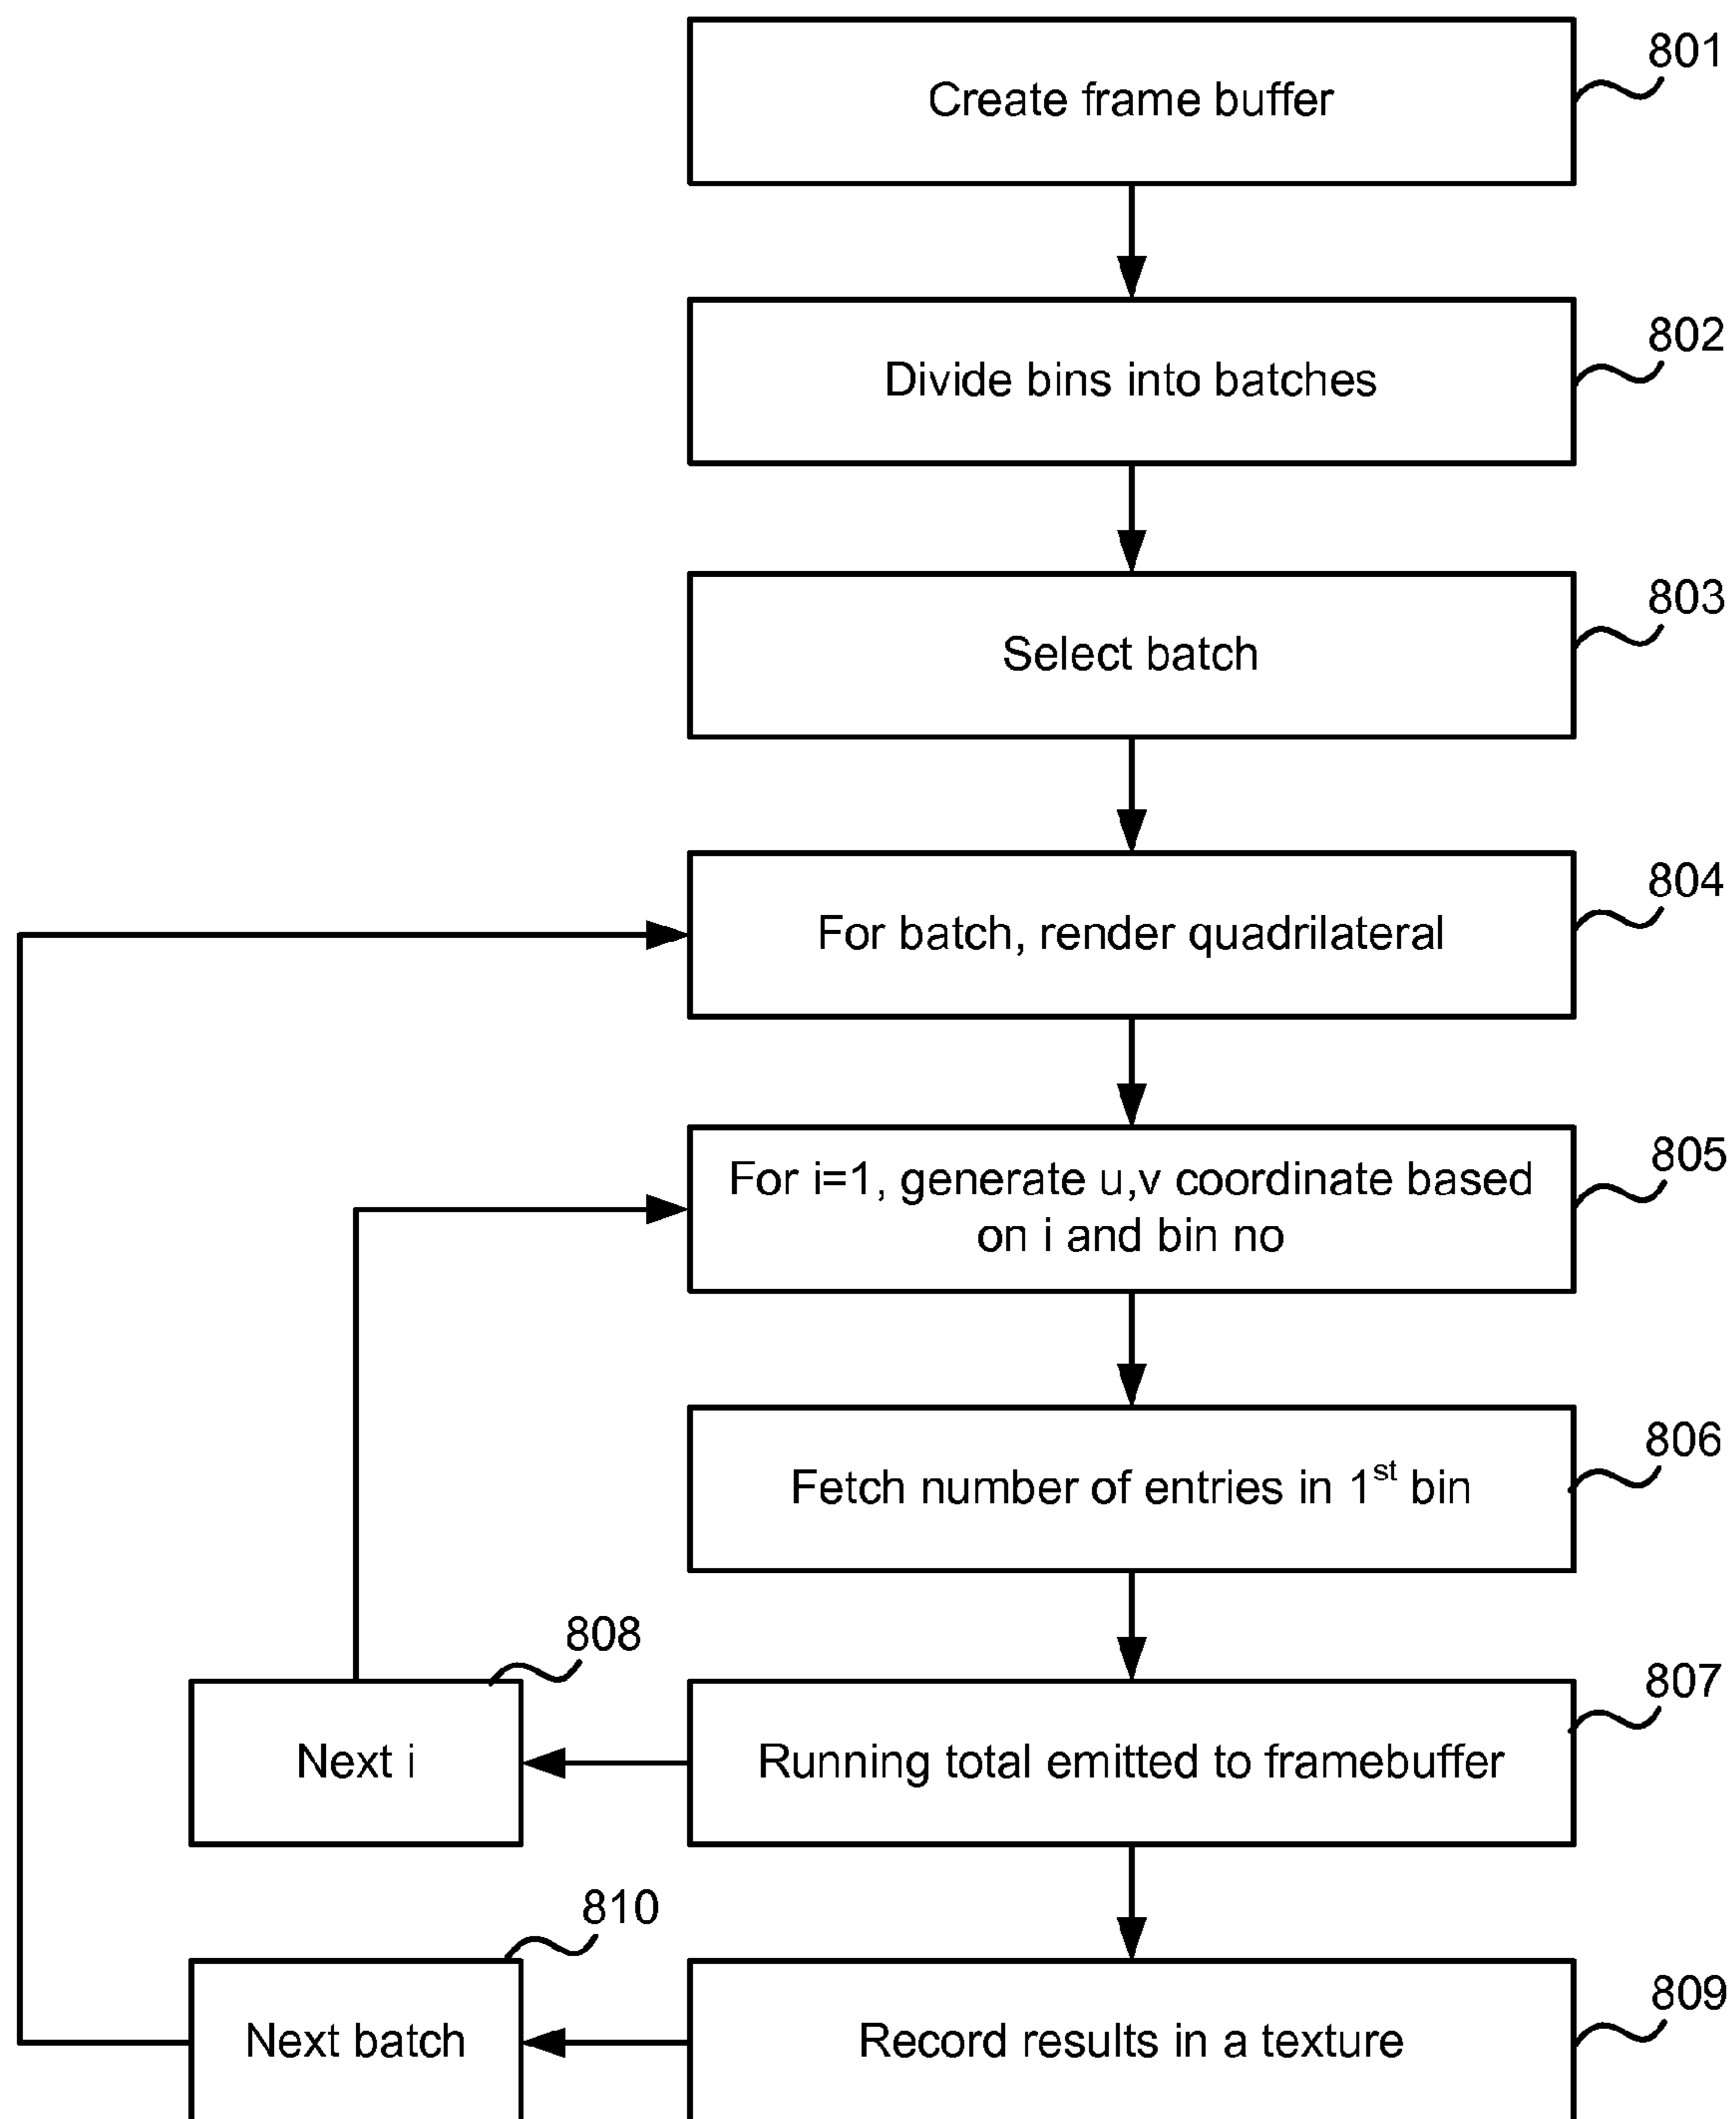 801
Create frame buffer
802
Divide bins into batches
803
Select batch
804
For batch, render quadrilateral
805
For i=1, generate u,v coordinate based
on i and bin no
806
Fetch number of entries in 1st bin
808
807
Next i
Running total emitted to framebuffer
810
809
Next batch
Record results in a texture